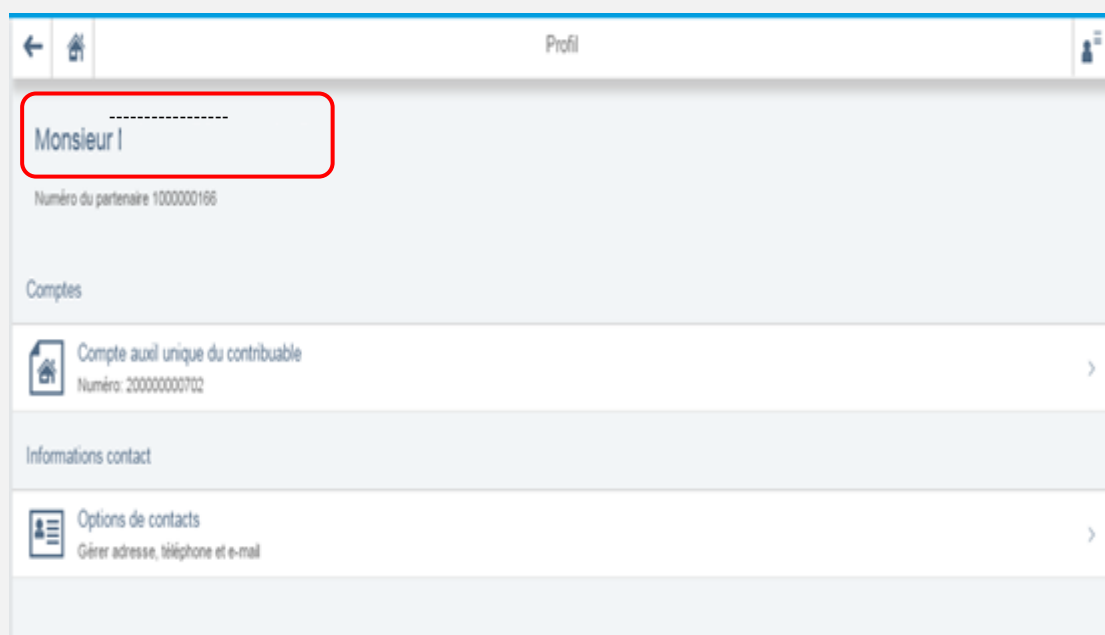 Profil
-----------------
Monsieur
Numéro du partenaire 1000000166
Comptes
Compte auxil unique du contribuable
Numéro: 200000000702
Informations contact
Options de contacts
Gérer adresse, téléphone et e-mail